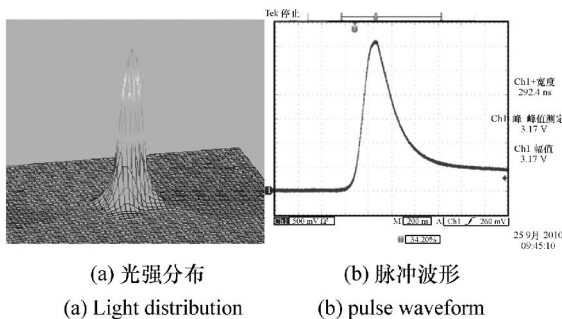 Tek 停止
Ch1+宽度
292.4 ns
Ch1 峰-峰值测定
3.17 V
Ch1 幅值
3.17 V
Ch1 500 mV Ω M 200 ns A Ch1 ∫ 260 mV
34.20%
25 9月 2010
09:45:10
(a) 光强分布 (b) 脉冲波形
(a) Light distribution (b) pulse waveform